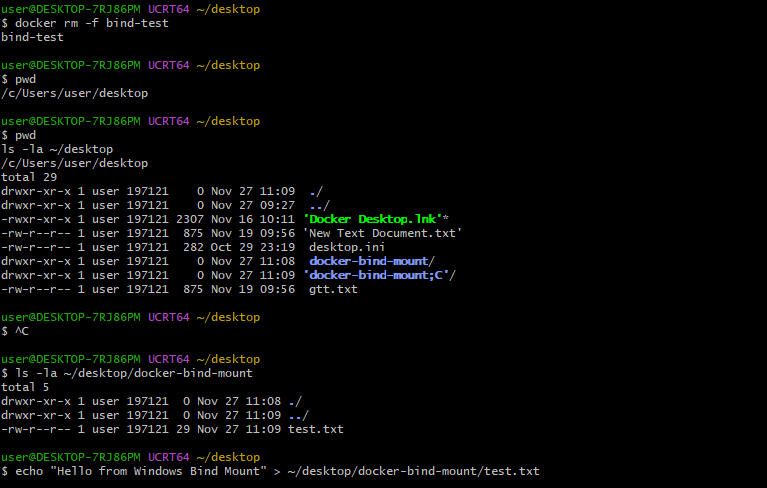 user@DESKTOP-7RJ86PM UCRT64 ~/desktop
$ docker rm -f bind-test
bind-test
user@DESKTOP-7RJ86PM UCRT64 ~/desktop
$ pwd
/c/Users/user/desktop
user@DESKTOP-7RJ86PM UCRT64 ~/desktop
$ pwd
ls -la ~/desktop
/c/Users/user/desktop
total 29
drwxr-xr-x 1 user 197121    0 Nov 27 11:09  ./
drwxr-xr-x 1 user 197121    0 Nov 27 09:27  ../
-rwxr-xr-x 1 user 197121 2307 Nov 16 10:11 'Docker Desktop.lnk'*
-rw-r--r-- 1 user 197121  875 Nov 19 09:56 'New Text Document.txt'
-rw-r--r-- 1 user 197121  282 Oct 29 23:19  desktop.ini
drwxr-xr-x 1 user 197121    0 Nov 27 11:08  docker-bind-mount/
drwxr-xr-x 1 user 197121    0 Nov 27 11:09 'docker-bind-mount;C'/
-rw-r--r-- 1 user 197121  875 Nov 19 09:56  gtt.txt
user@DESKTOP-7RJ86PM UCRT64 ~/desktop
$ ^C
user@DESKTOP-7RJ86PM UCRT64 ~/desktop
$ ls -la ~/desktop/docker-bind-mount
total 5
drwxr-xr-x 1 user 197121  0 Nov 27 11:08 ./
drwxr-xr-x 1 user 197121  0 Nov 27 11:09 ../
-rw-r--r-- 1 user 197121 29 Nov 27 11:09 test.txt
user@DESKTOP-7RJ86PM UCRT64 ~/desktop
$ echo "Hello from Windows Bind Mount" > ~/desktop/docker-bind-mount/test.txt